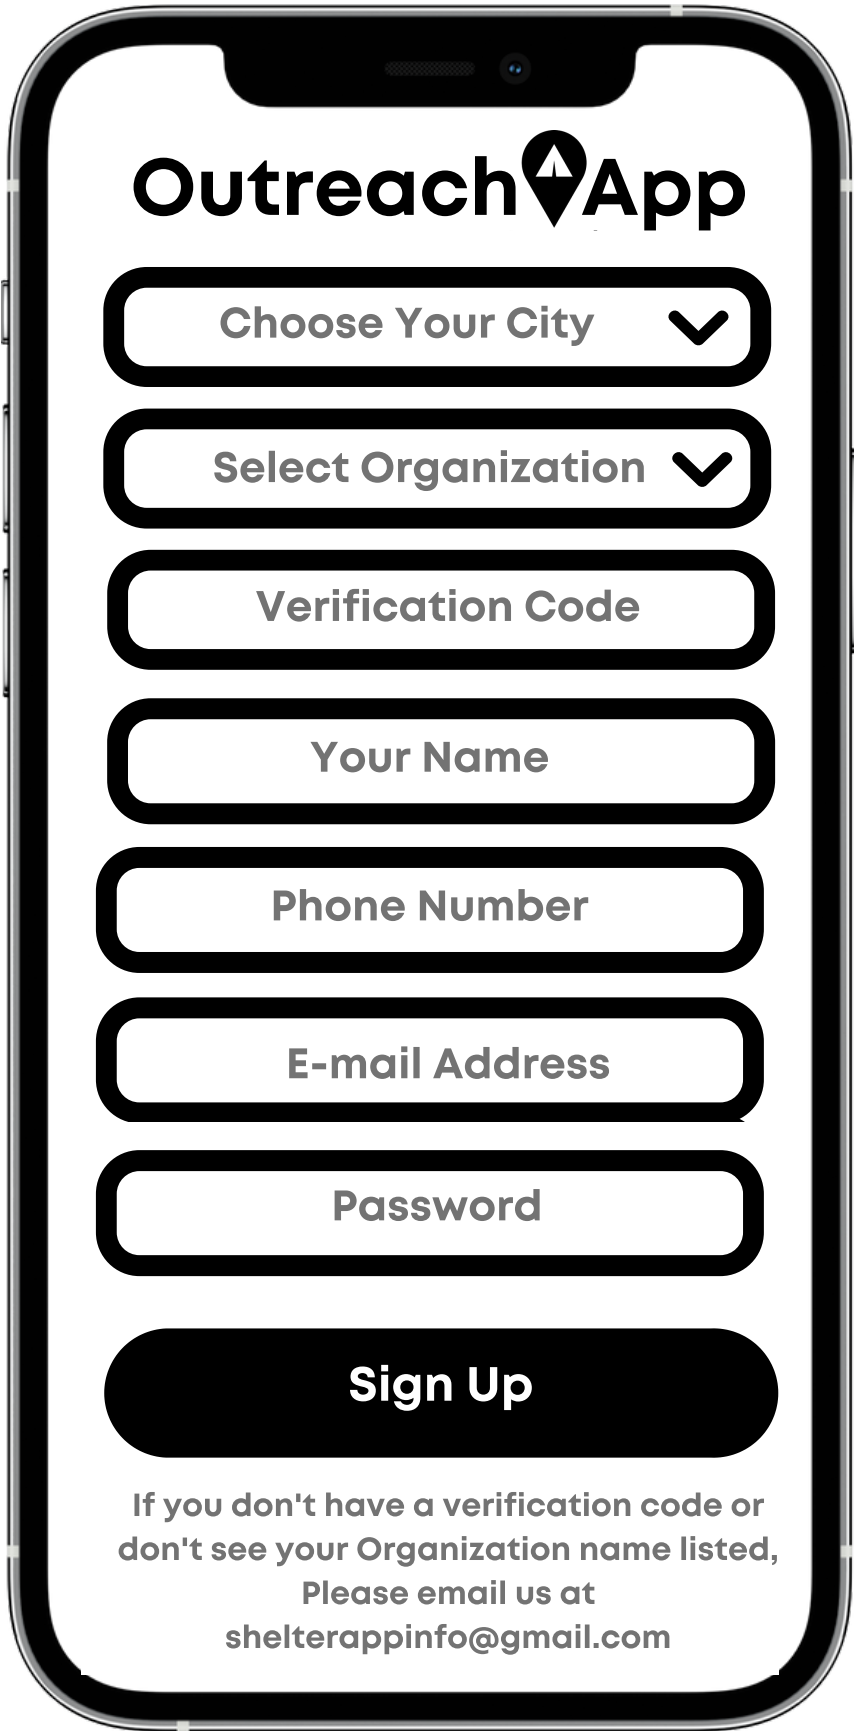 Outreach App
Choose Your City
Select Organization
Verification Code
Your Name
Phone Number
E-mail Address
Password
Sign Up
If you don't have a verification code or
don't see your Organization name listed,
Please email us at
shelterappinfo@gmail.com